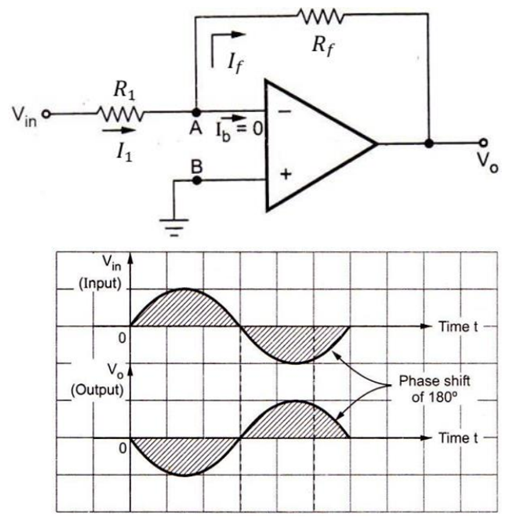 R_f
I_f
R_1
V_in
A I_b = 0 −
I_1
V_o
B
+
V_in
(Input)
0 Time t
V_o
(Output)
Phase shift
of 180º
0 Time t